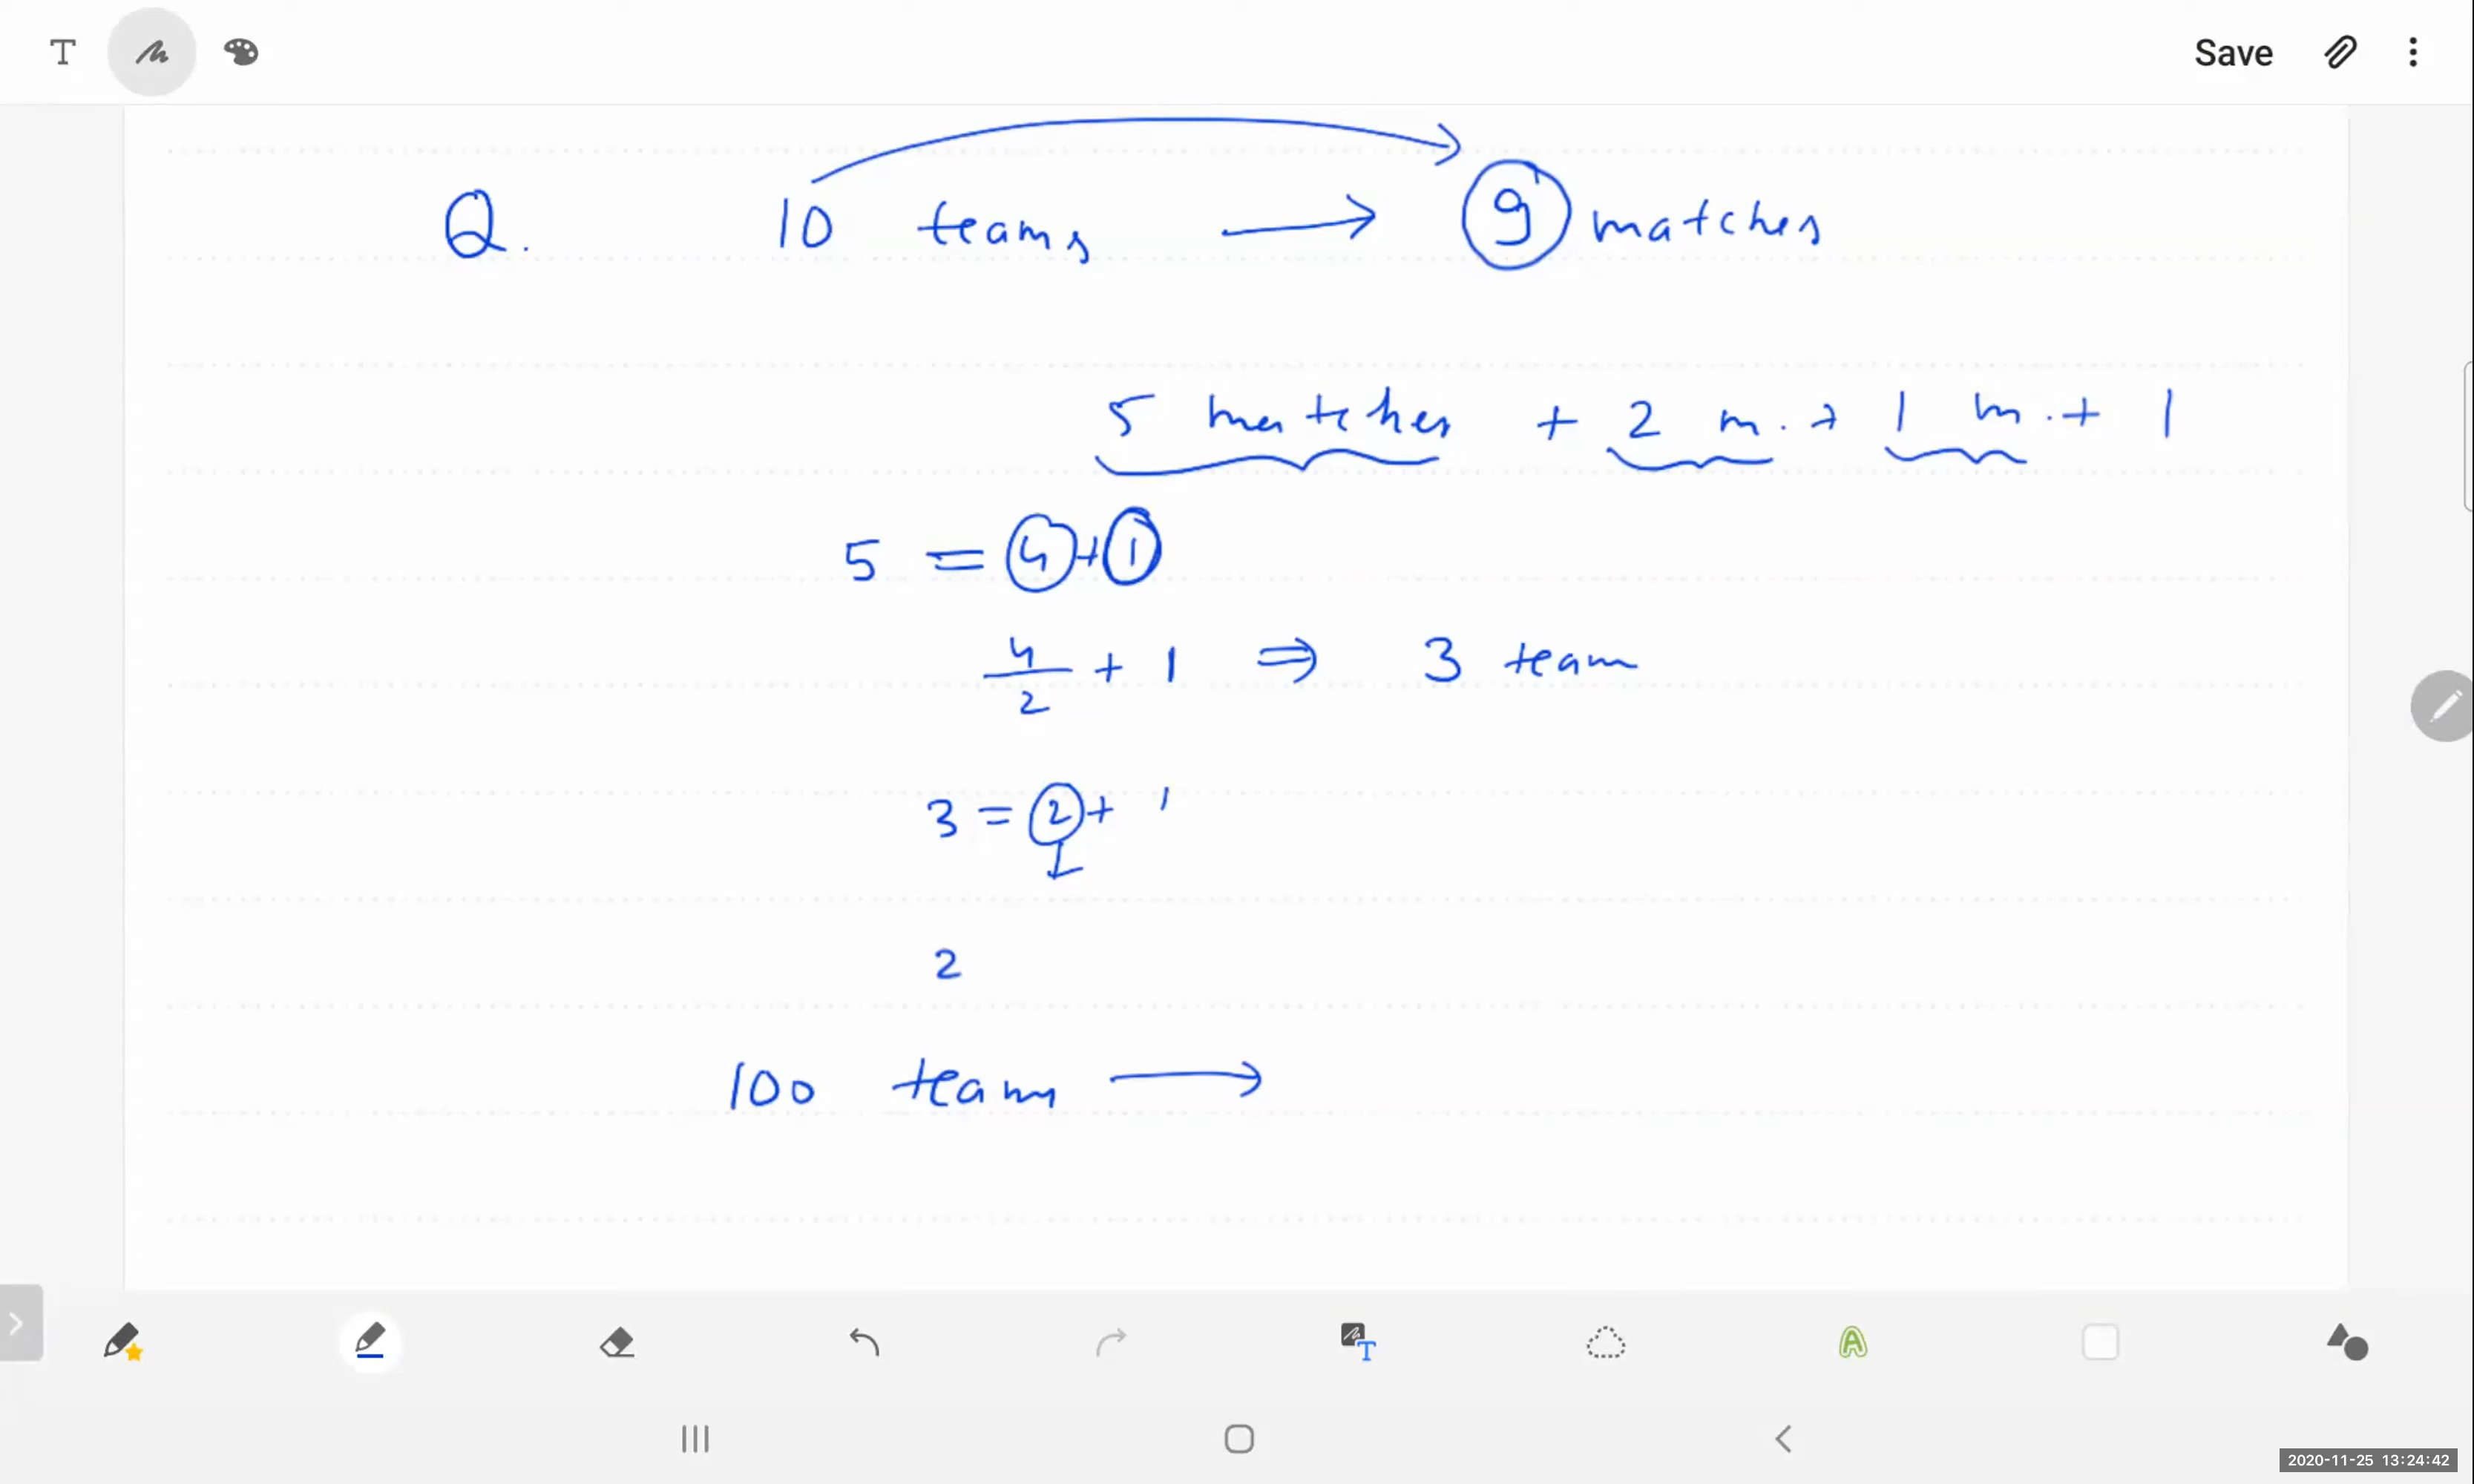 Save
Q. 10 teams → 9 matches
5 matches + 2 m. + 1 m. + 1
5 = 4 + 1
4/2 + 1 ⇒ 3 team
3 = 2 + 1
1
2
100 team →
T
A
2020-11-25 13:24:42